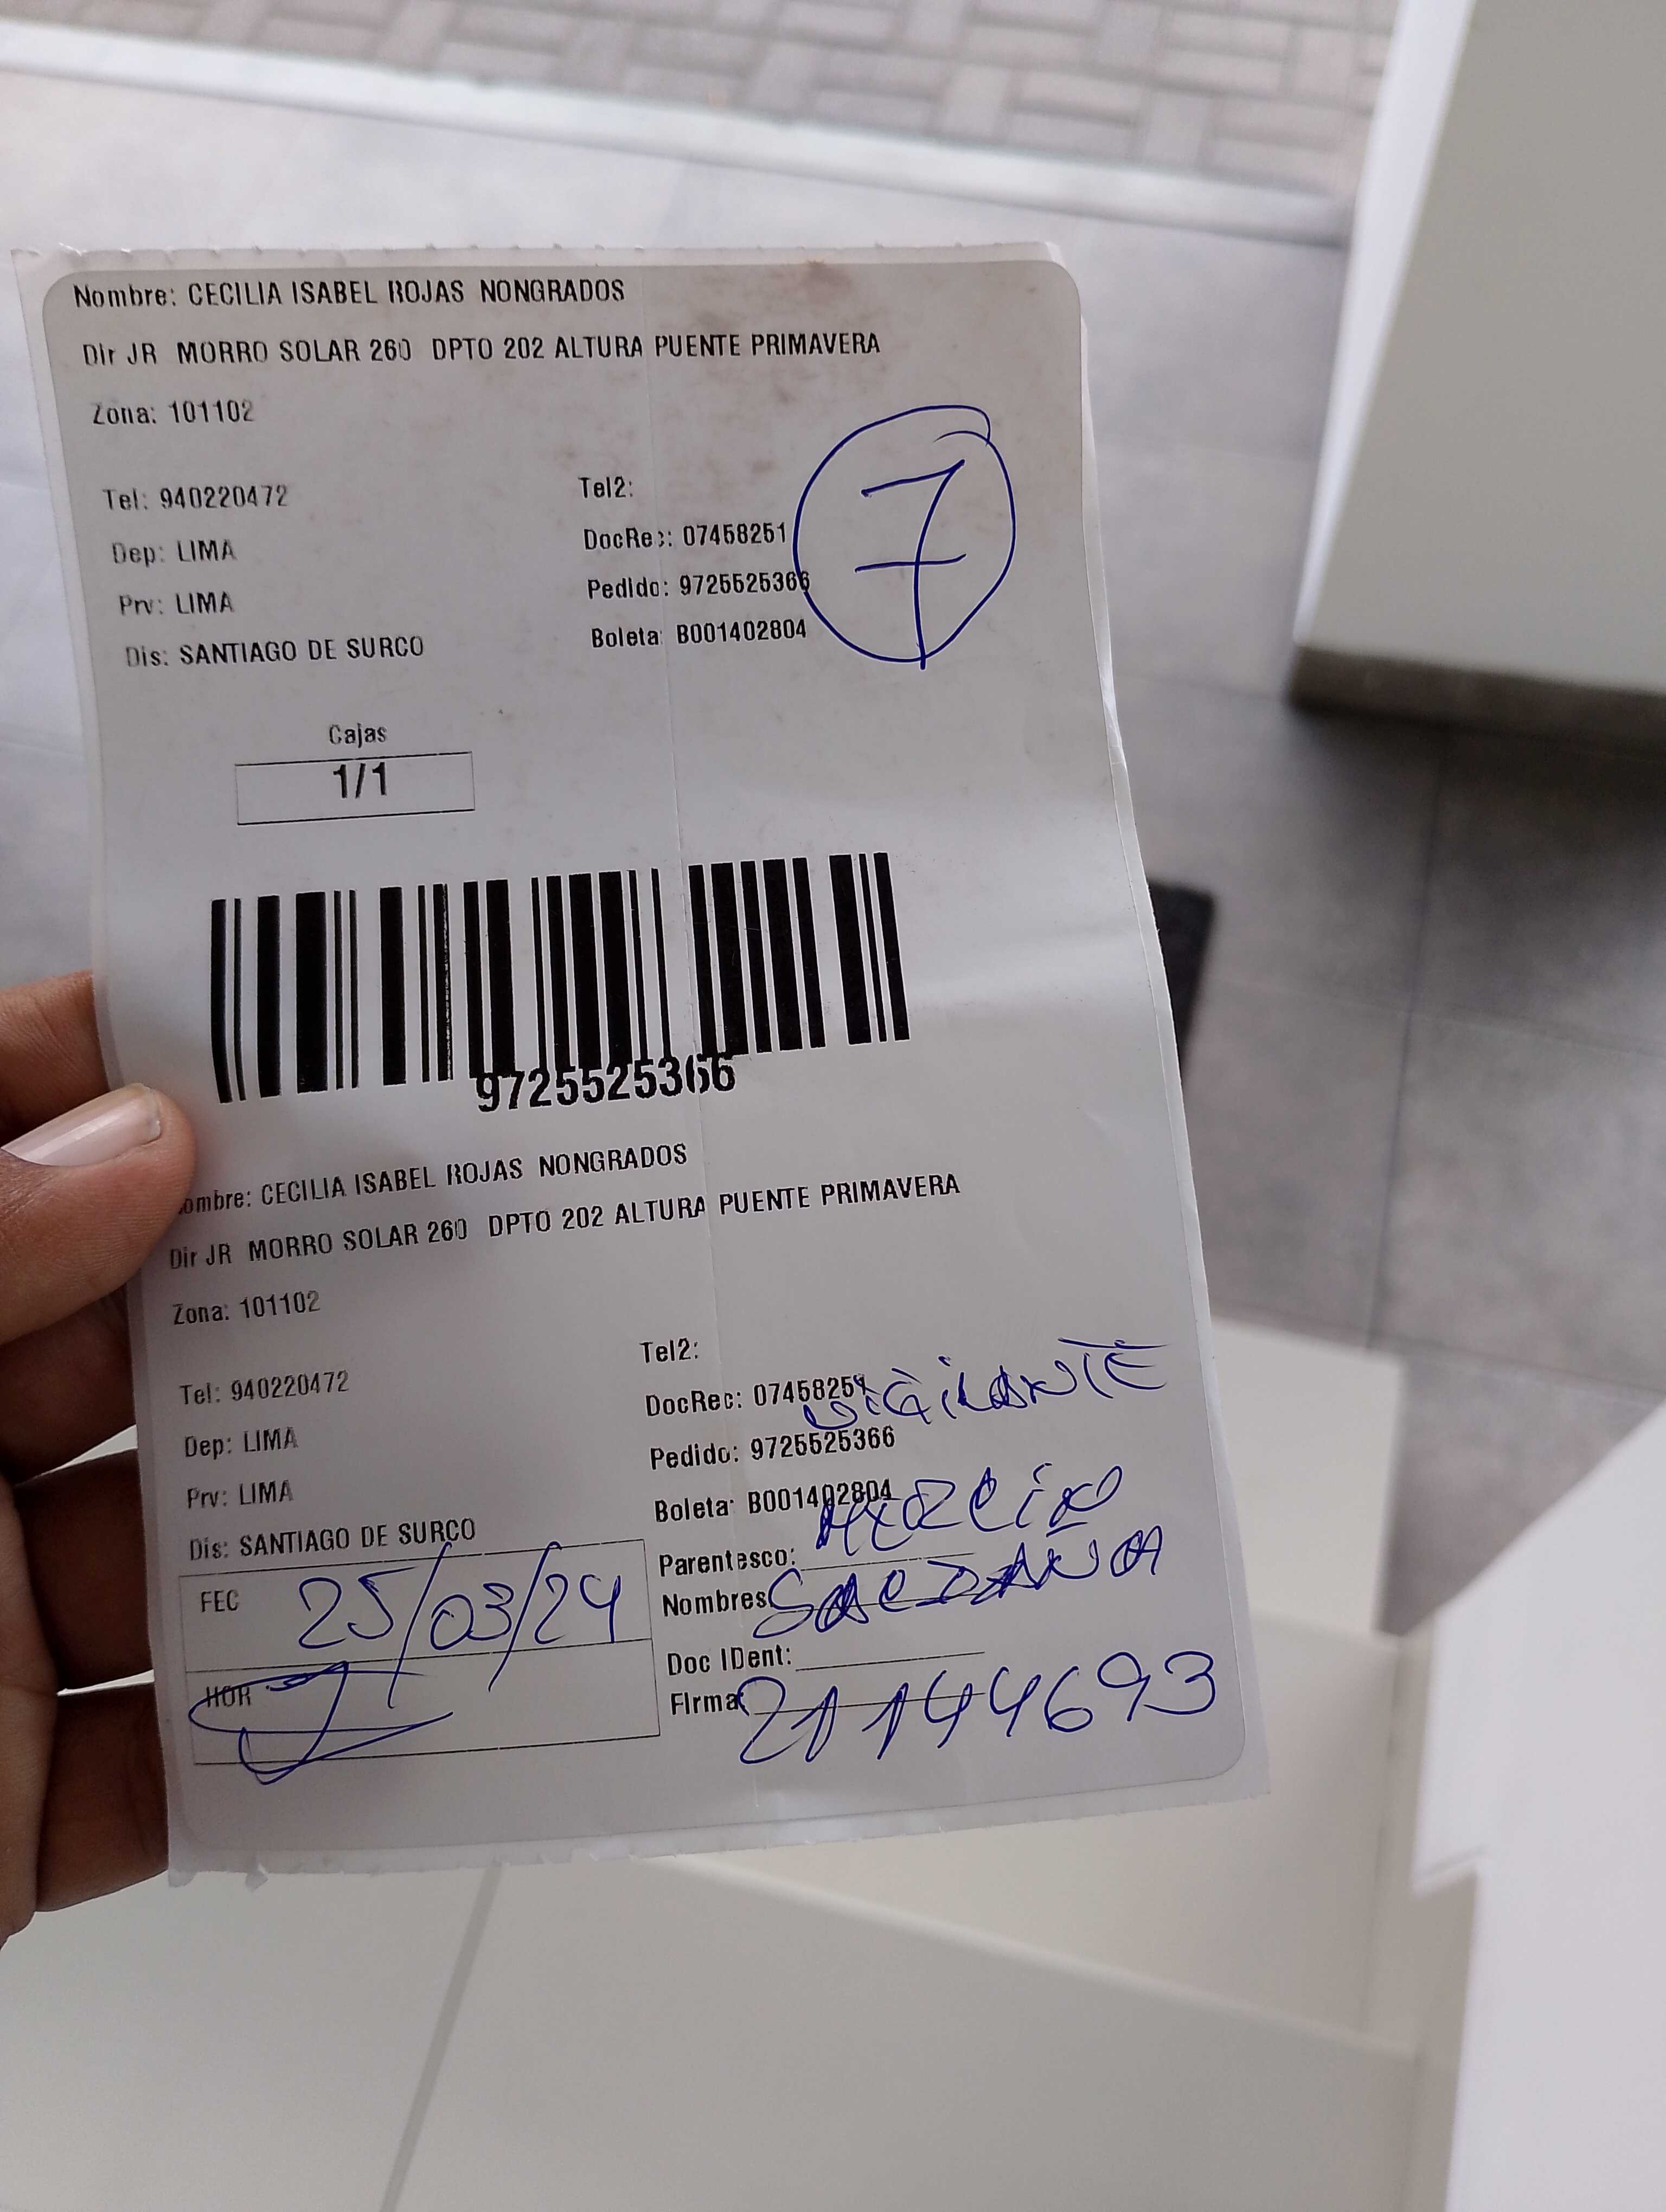 Nombre: CECILIA ISABEL ROJAS NONGRADOS
Dir JR MORRO SOLAR 260 DPTO 202 ALTURA PUENTE PRIMAVERA
Zona: 101102
7
Tel: 940220472 Tel2:
Dep: LIMA DocRec: 07458251
Prv: LIMA Pedido: 9725525366
Dis: SANTIAGO DE SURCO Boleta: B001402804
Cajas
1/1
9725525366
ombre: CECILIA ISABEL ROJAS NONGRADOS
Dir JR MORRO SOLAR 260 DPTO 202 ALTURA PUENTE PRIMAVERA
Zona: 101102
Tel: 940220472 Tel2:
VIGILANTE
Dep: LIMA DocRec: 07458251
Prv: LIMA Pedido: 9725525366
Dis: SANTIAGO DE SURCO Boleta: B001402804
Parentesco:
FEC 25/03/24 Nombres SALDAÑA
Doc IDent:
HOR Firma 21144693